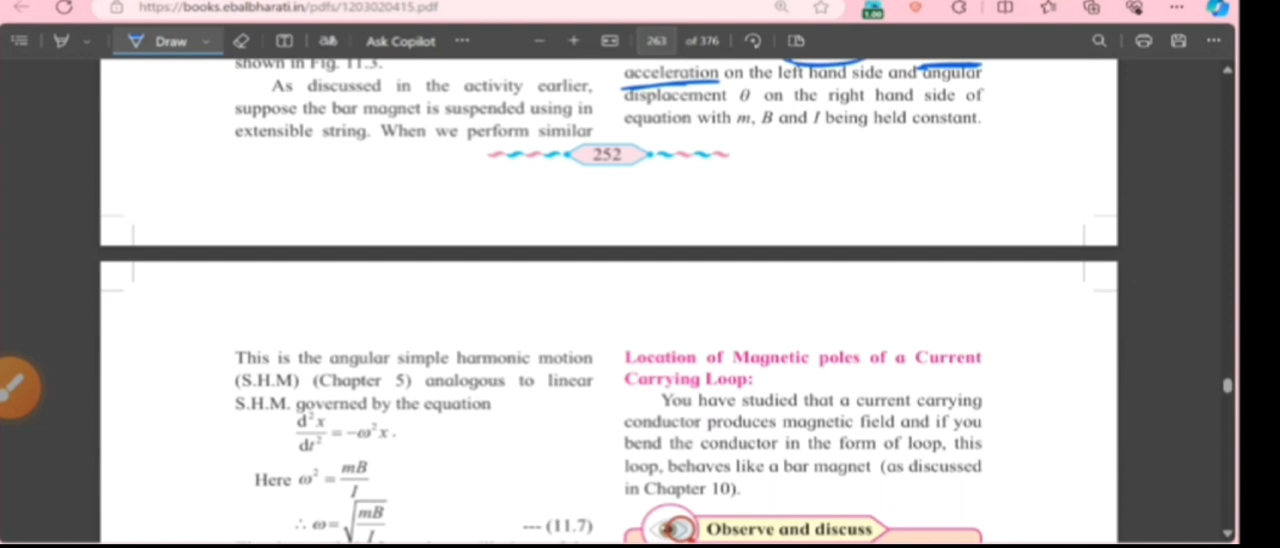 https://books.ebalbharati.in/pdfs/1203020415.pdf
1.00
Draw
aあ
Ask Copilot
263 of 376
shown in Fig. 11.3.
As discussed in the activity earlier,
suppose the bar magnet is suspended using in
extensible string. When we perform similar
acceleration on the left hand side and angular
displacement θ on the right hand side of
equation with m, B and I being held constant.
252
This is the angular simple harmonic motion
(S.H.M) (Chapter 5) analogous to linear
S.H.M. governed by the equation
d²x/dt² = -ω²x.
Here ω² = mB/I
∴ ω = √(mB/I) --- (11.7)
Location of Magnetic poles of a Current
Carrying Loop:
You have studied that a current carrying
conductor produces magnetic field and if you
bend the conductor in the form of loop, this
loop, behaves like a bar magnet (as discussed
in Chapter 10).
Observe and discuss